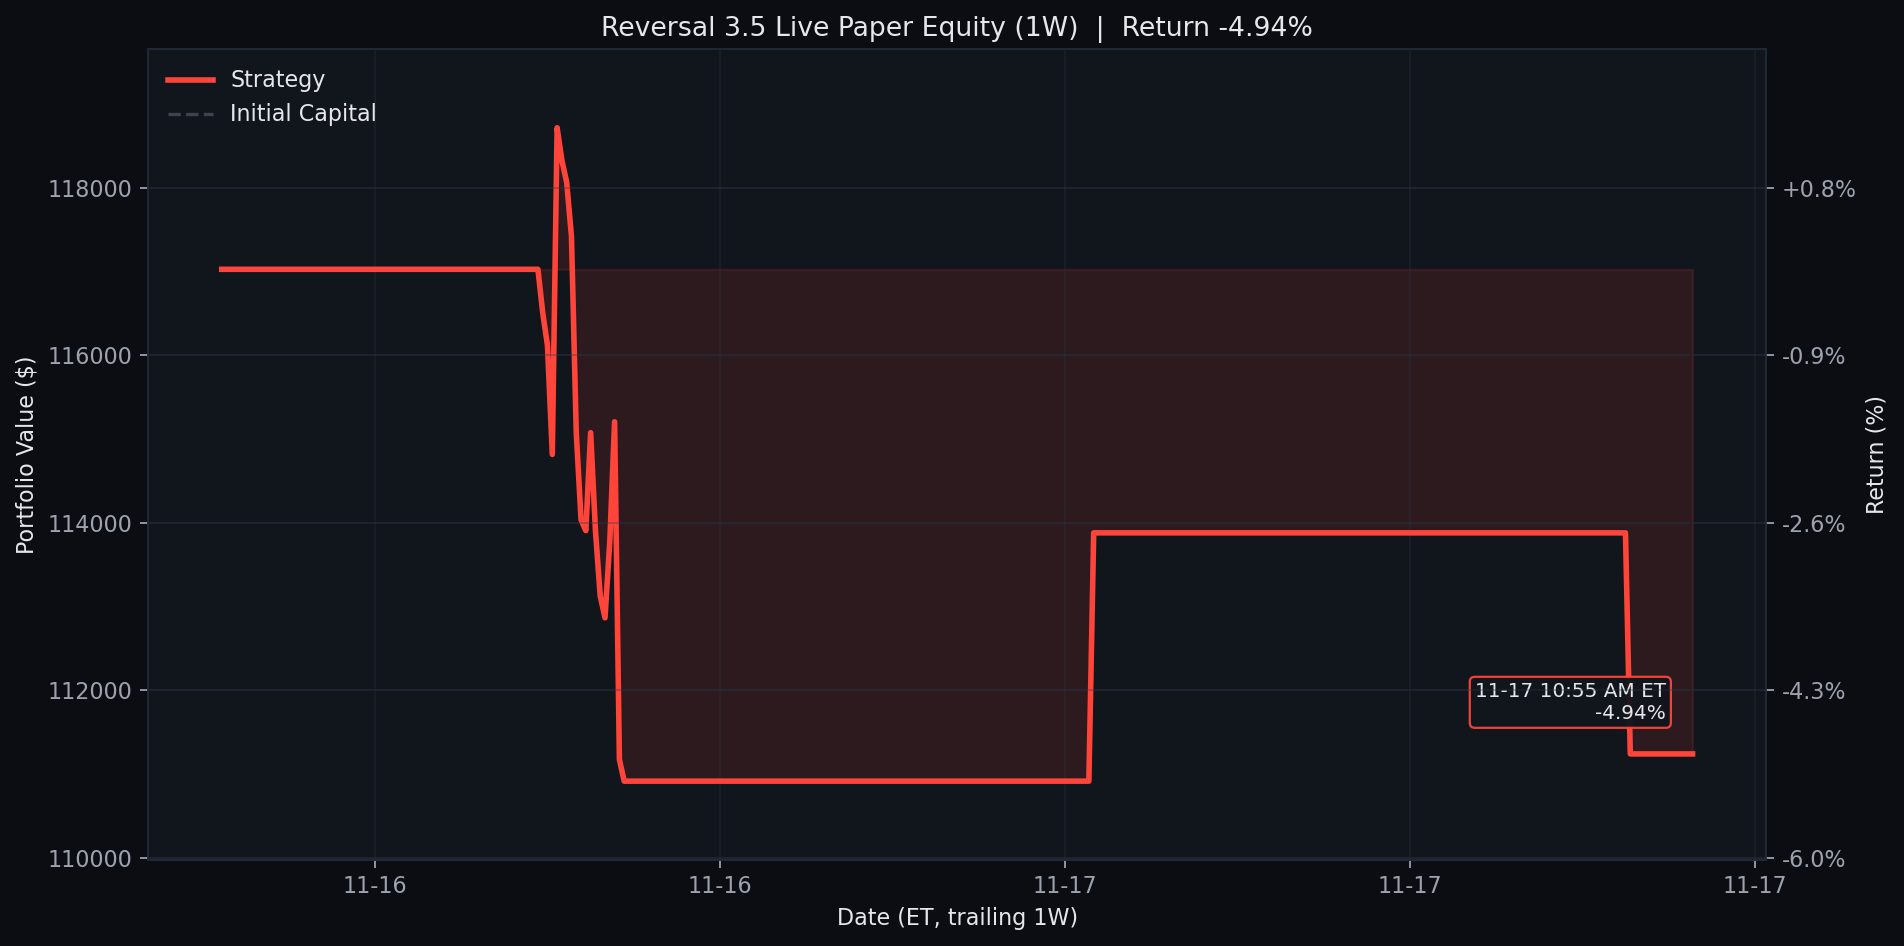 Reversal 3.5 Live Paper Equity (1W)  |  Return -4.94%
Strategy
Initial Capital
Portfolio Value ($)
118000
116000
114000
112000
110000
+0.8%
-0.9%
-2.6%
-4.3%
-6.0%
Return (%)
11-17 10:55 AM ET
-4.94%
11-16
11-16
11-17
11-17
11-17
Date (ET, trailing 1W)